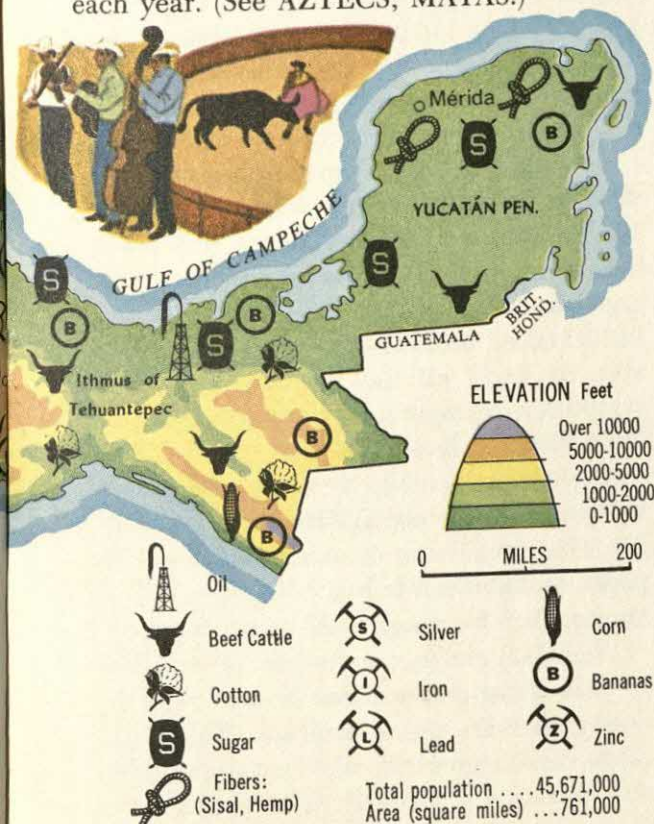 each year. (See AZTECS, MAYAS.)
Mérida
S
B
YUCATÁN PEN.
GULF OF CAMPECHE
S
S
B
B
S
BRIT. HOND.
GUATEMALA
Ithmus of
Tehuantepec
B
B
ELEVATION Feet
Over 10000
5000-10000
2000-5000
1000-2000
0-1000
0 MILES 200
Oil
Beef Cattle
Cotton
S Sugar
Fibers:
(Sisal, Hemp)
S Silver
I Iron
L Lead
Corn
B Bananas
Z Zinc
Total population ....45,671,000
Area (square miles) ...761,000